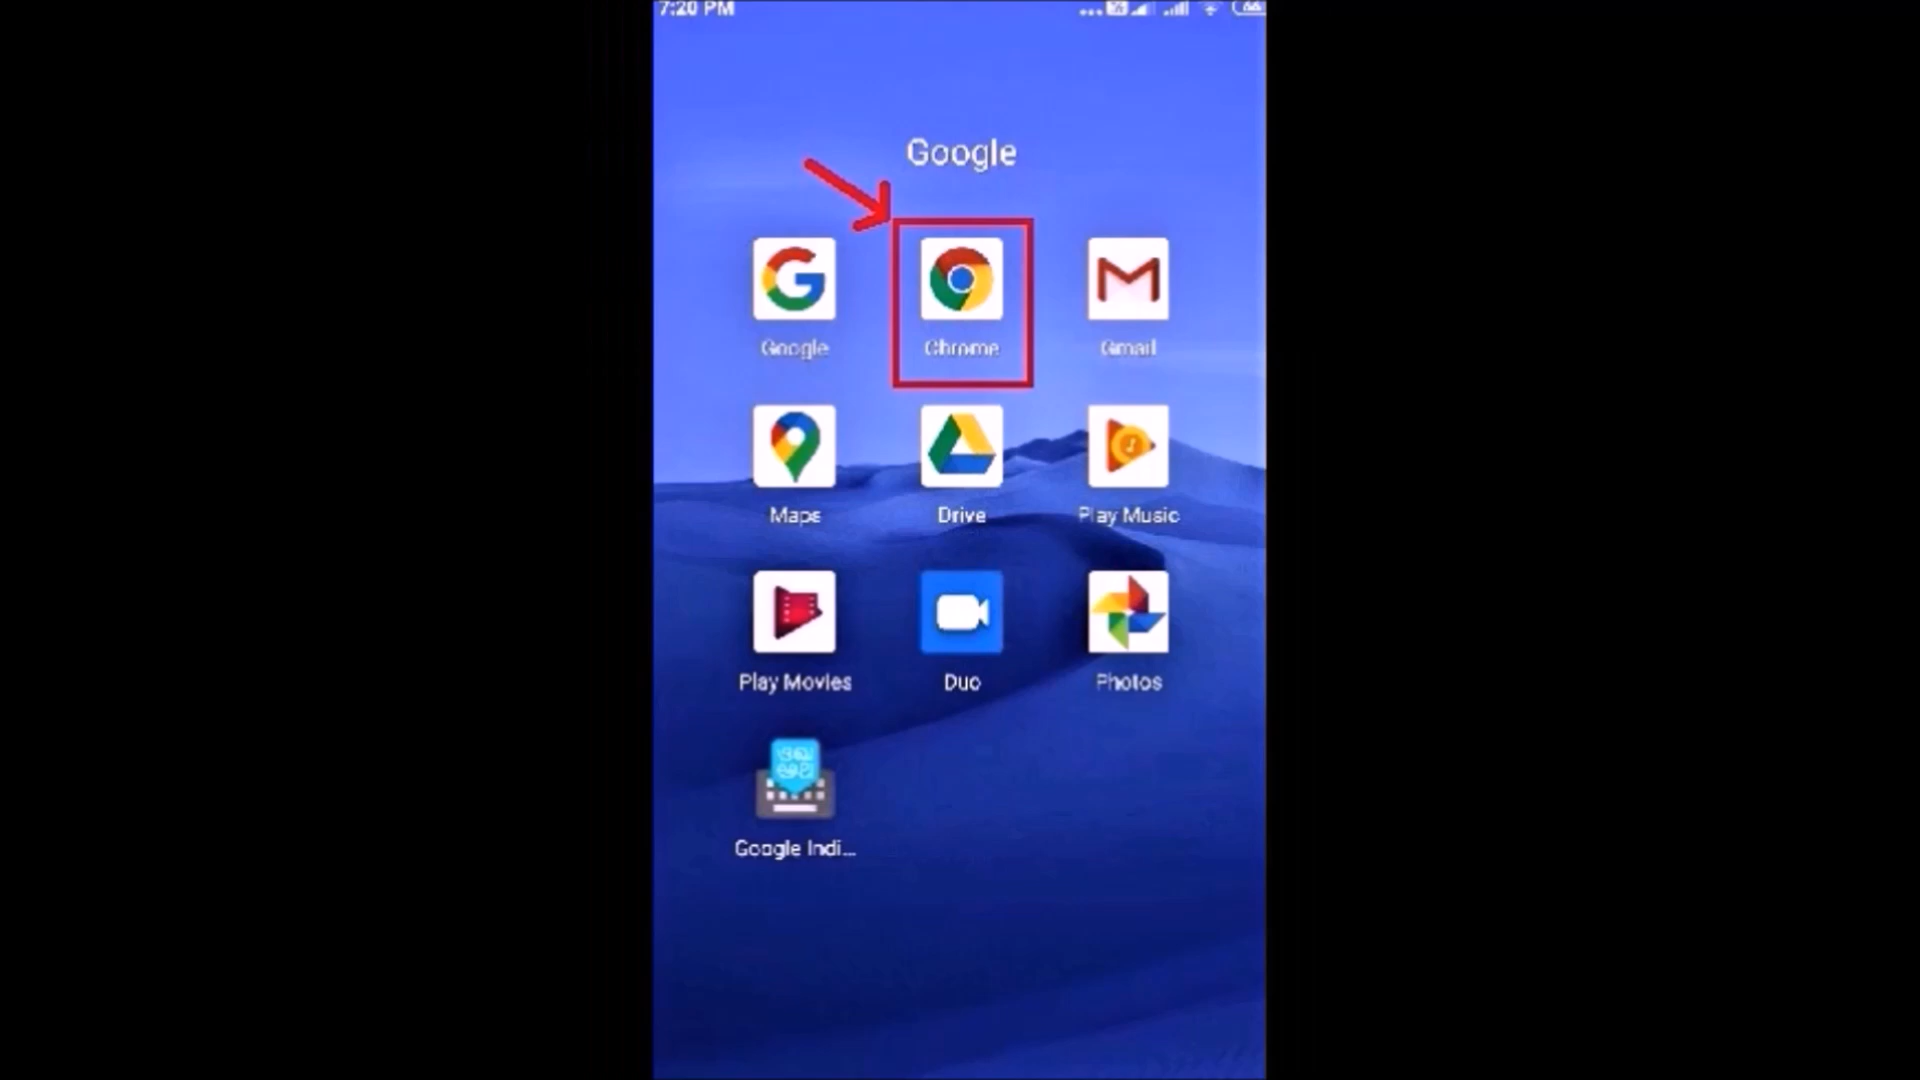 7:20 PM
Google
Google
Chrome
Gmail
Maps
Drive
Play Music
Play Movies
Duo
Photos
Google Indi...